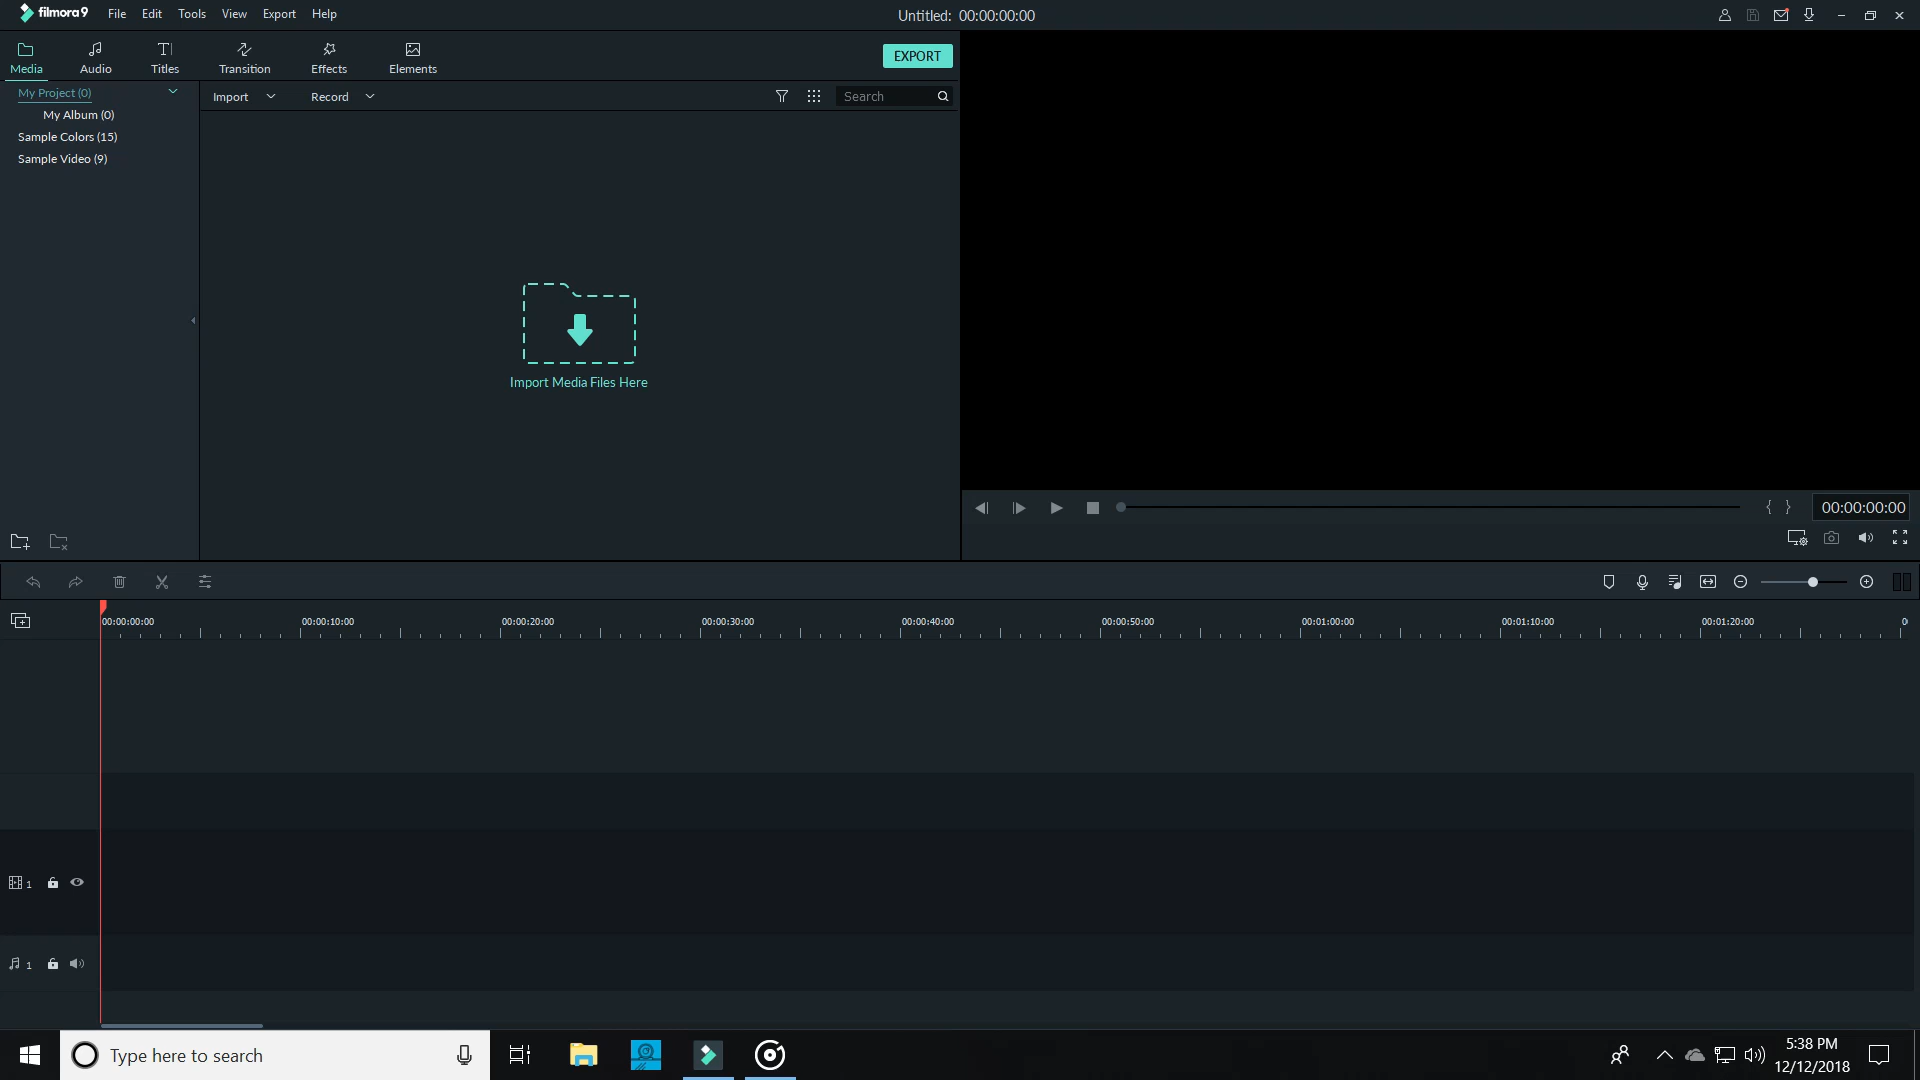 filmora9 File Edit Tools View Export Help Untitled: 00:00:00:00
Media Audio Titles Transition Effects Elements EXPORT
My Project (0)
My Album (0)
Sample Colors (15)
Sample Video (9)
Import Record Search
Import Media Files Here
{ } 00:00:00:00
00:00:00:00 00:00:10:00 00:00:20:00 00:00:30:00 00:00:40:00 00:00:50:00 00:01:00:00 00:01:10:00 00:01:20:00
1
1
Type here to search
5:38 PM
12/12/2018